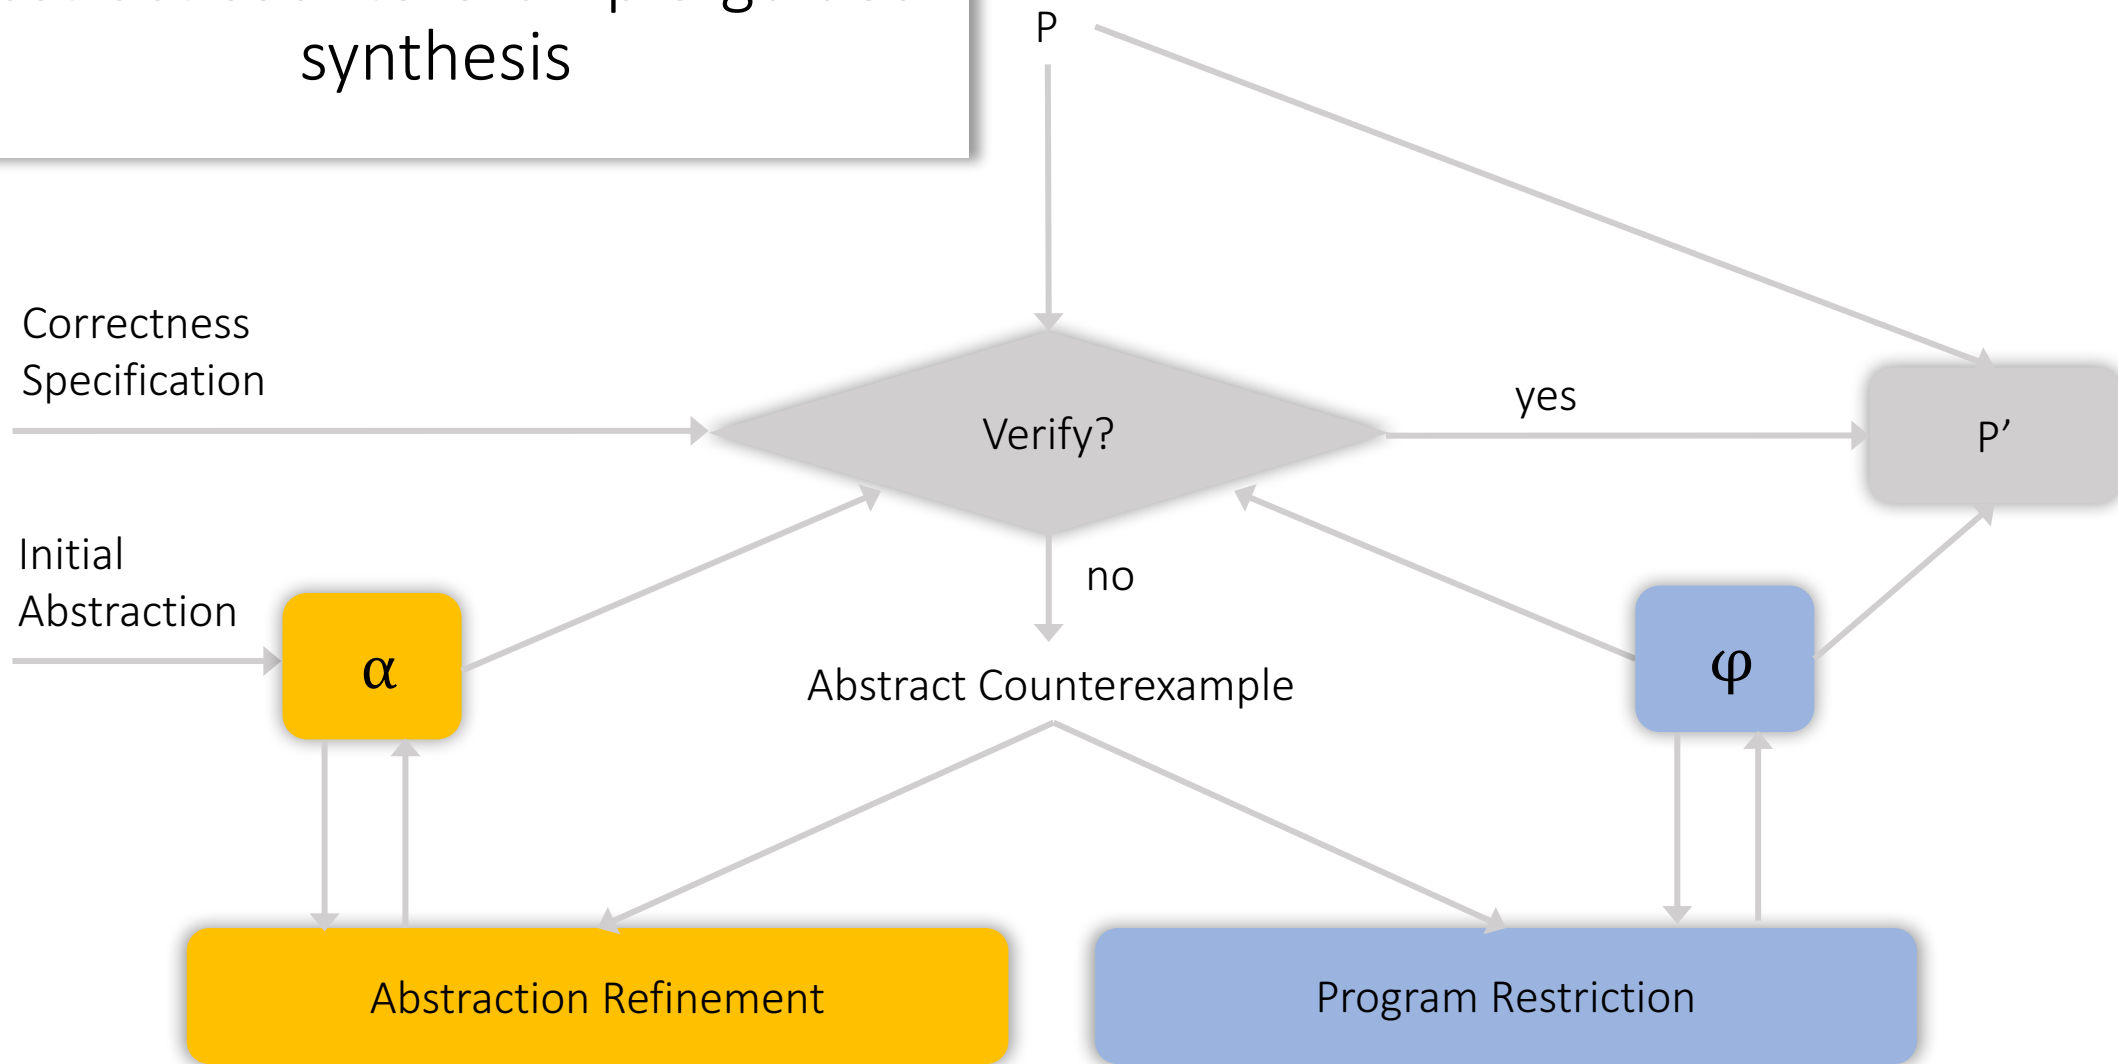 synthesis
P
Correctness
Specification
Verify?
yes
P’
Initial
Abstraction
no
α
φ
Abstract Counterexample
Abstraction Refinement
Program Restriction